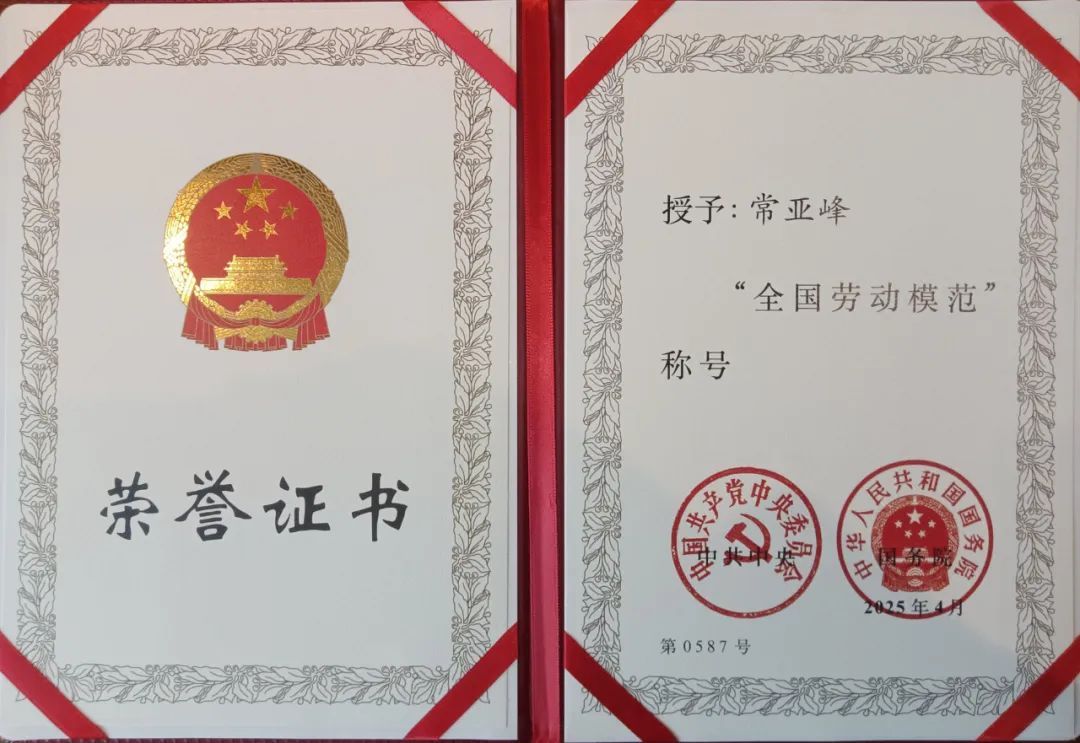 荣誉证书
授予：常亚峰
“全国劳动模范”
称号
中国共产党中央委员会
中华人民共和国国务院
中共中央
国务院
2025年4月
第0587号